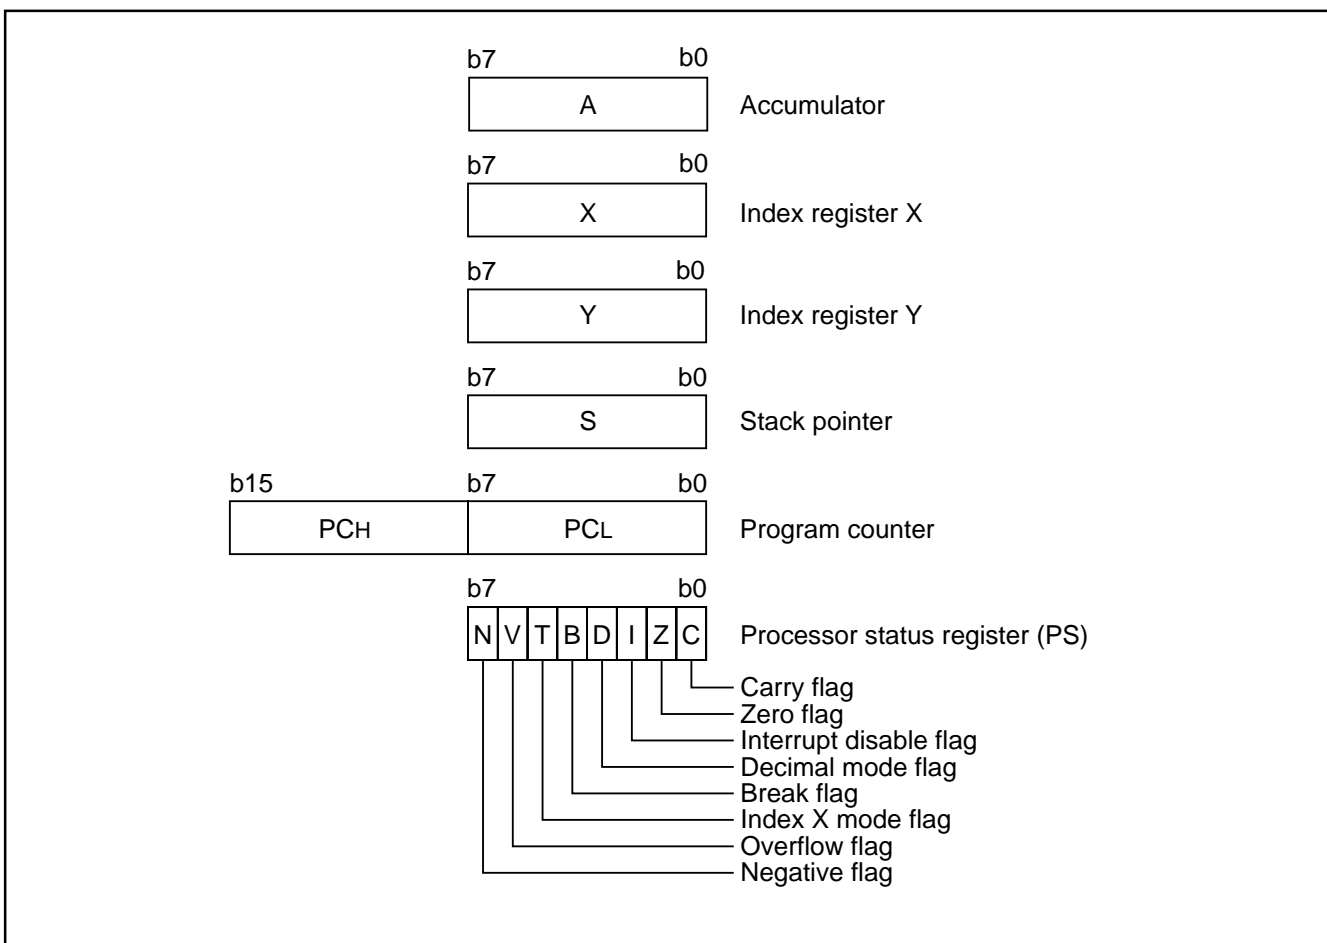 b7 b0
A Accumulator
b7 b0
X Index register X
b7 b0
Y Index register Y
b7 b0
S Stack pointer
b15 b7 b0
PCH PCL Program counter
b7 b0
N V T B D I Z C Processor status register (PS)
Carry flag
Zero flag
Interrupt disable flag
Decimal mode flag
Break flag
Index X mode flag
Overflow flag
Negative flag